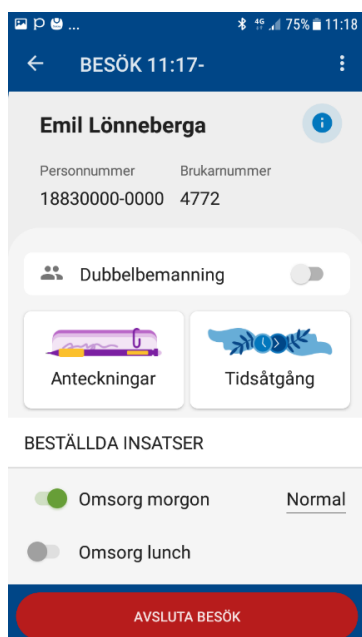 ... 4G 75% 11:18
BESÖK 11:17-
Emil Lönneberga
Personnummer Brukarnummer
18830000-0000 4772
Dubbelbemanning
Anteckningar Tidsåtgång
BESTÄLLDA INSATSER
Omsorg morgon Normal
Omsorg lunch
AVSLUTA BESÖK